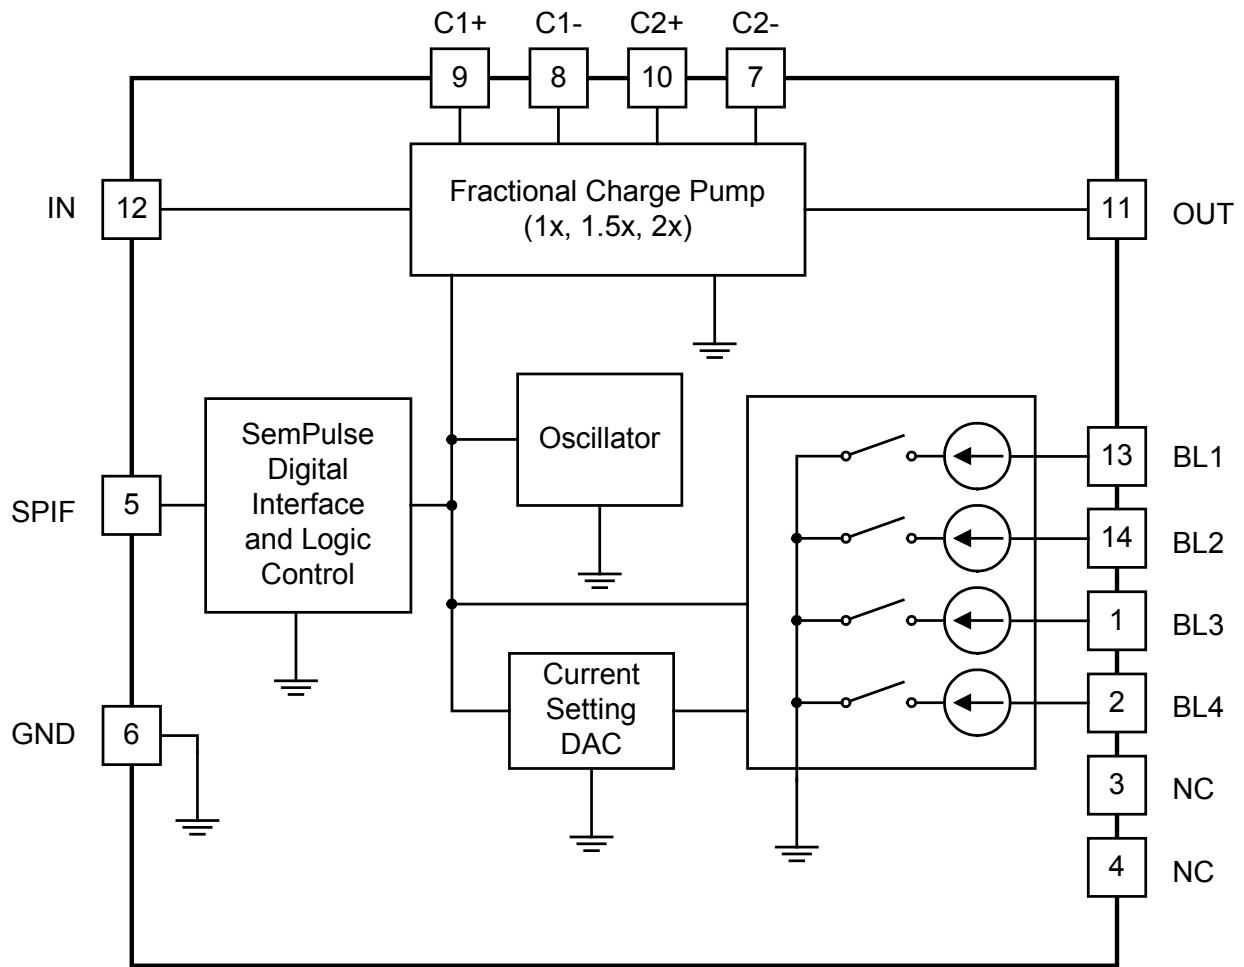 C1+ C1- C2+ C2-
9 8 10 7
Fractional Charge Pump
(1x, 1.5x, 2x)
IN 12
11 OUT
SemPulse
Digital
Interface
and Logic
Control
Oscillator
SPIF 5
13 BL1
14 BL2
1 BL3
2 BL4
Current
Setting
DAC
GND 6
3 NC
4 NC